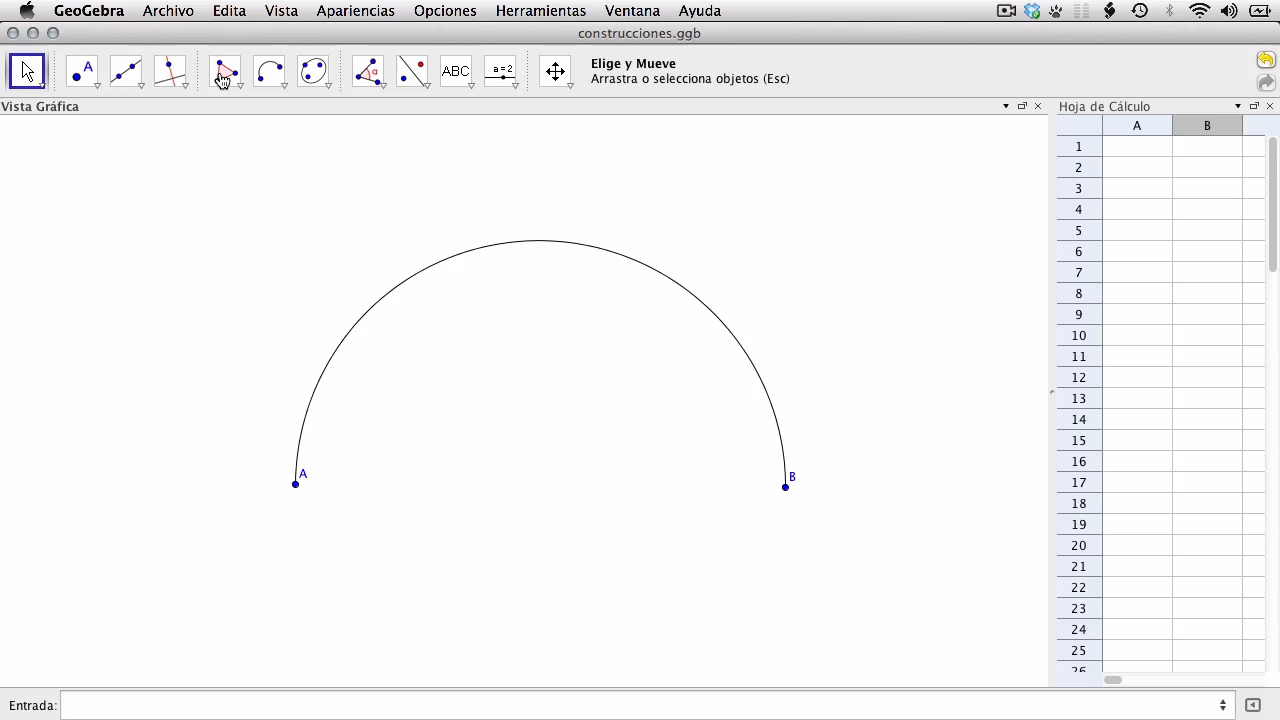 GeoGebra Archivo Edita Vista Apariencias Opciones Herramientas Ventana Ayuda
construcciones.ggb
A
α
ABC
a=2
Elige y Mueve
Arrastra o selecciona objetos (Esc)
Vista Gráfica
Hoja de Cálculo
A B
1
2
3
4
5
6
7
8
9
10
11
12
13
14
15
16
17
18
19
20
21
22
23
24
25
26
A
B
Entrada: